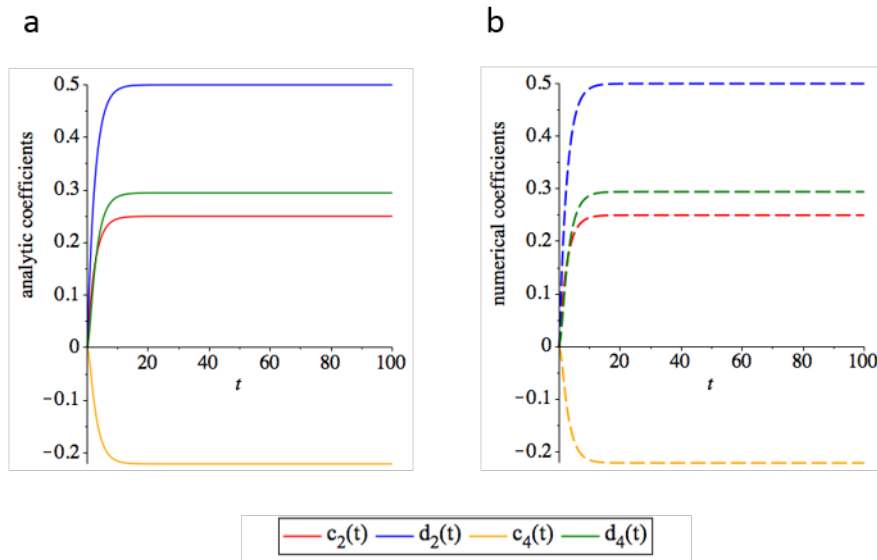 a
b
0.5
0.4
0.3
0.2
0.1
0
−0.1
−0.2
analytic coefficients
20 40 60 80 100
t
0.5
0.4
0.3
0.2
0.1
0
−0.1
−0.2
numerical coefficients
20 40 60 80 100
t
c₂(t) d₂(t) c₄(t) d₄(t)